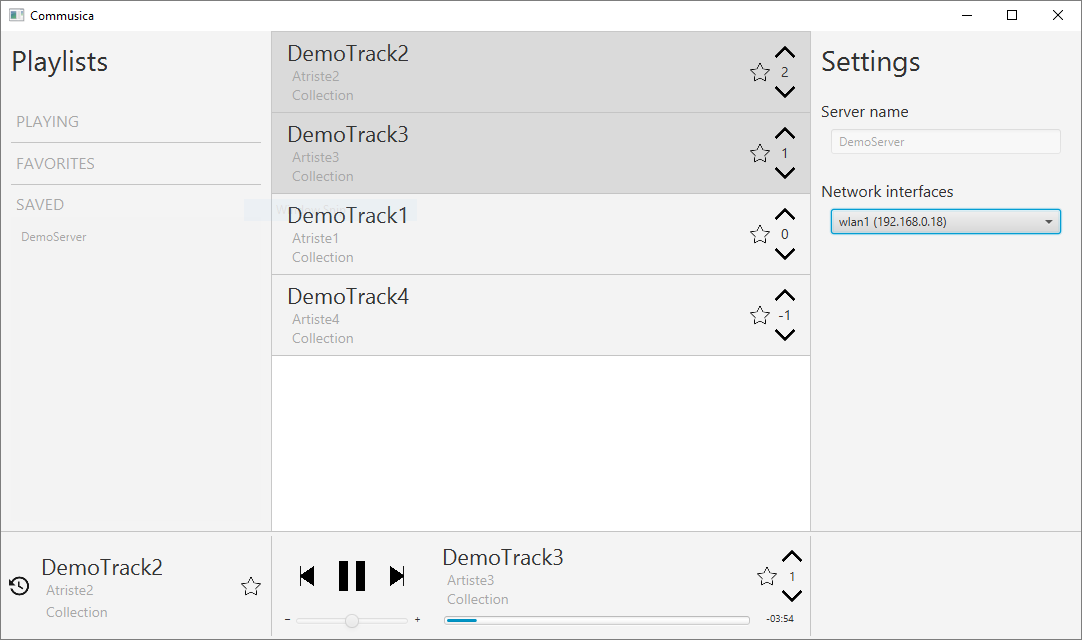 Commusica
Playlists
PLAYING
FAVORITES
SAVED
DemoServer
DemoTrack2
Atriste2
Collection
2
DemoTrack3
Artiste3
Collection
1
DemoTrack1
Atriste1
Collection
0
DemoTrack4
Artiste4
Collection
-1
Settings
Server name
DemoServer
Network interfaces
wlan1 (192.168.0.18)
DemoTrack2
Atriste2
Collection
- +
DemoTrack3
Artiste3
Collection
1
-03:54